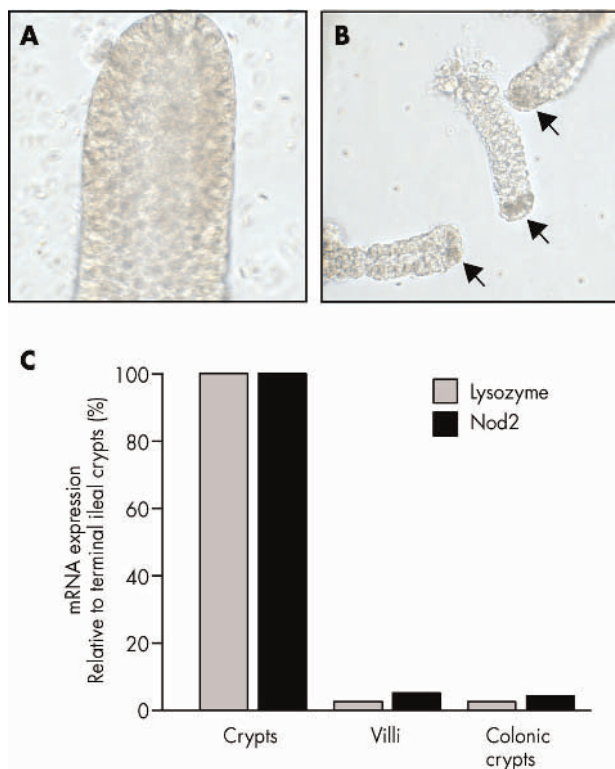 A
B
C
100
80
60
40
20
0
mRNA expression
Relative to terminal ileal crypts (%)
Lysozyme
Nod2
Crypts
Villi
Colonic
crypts